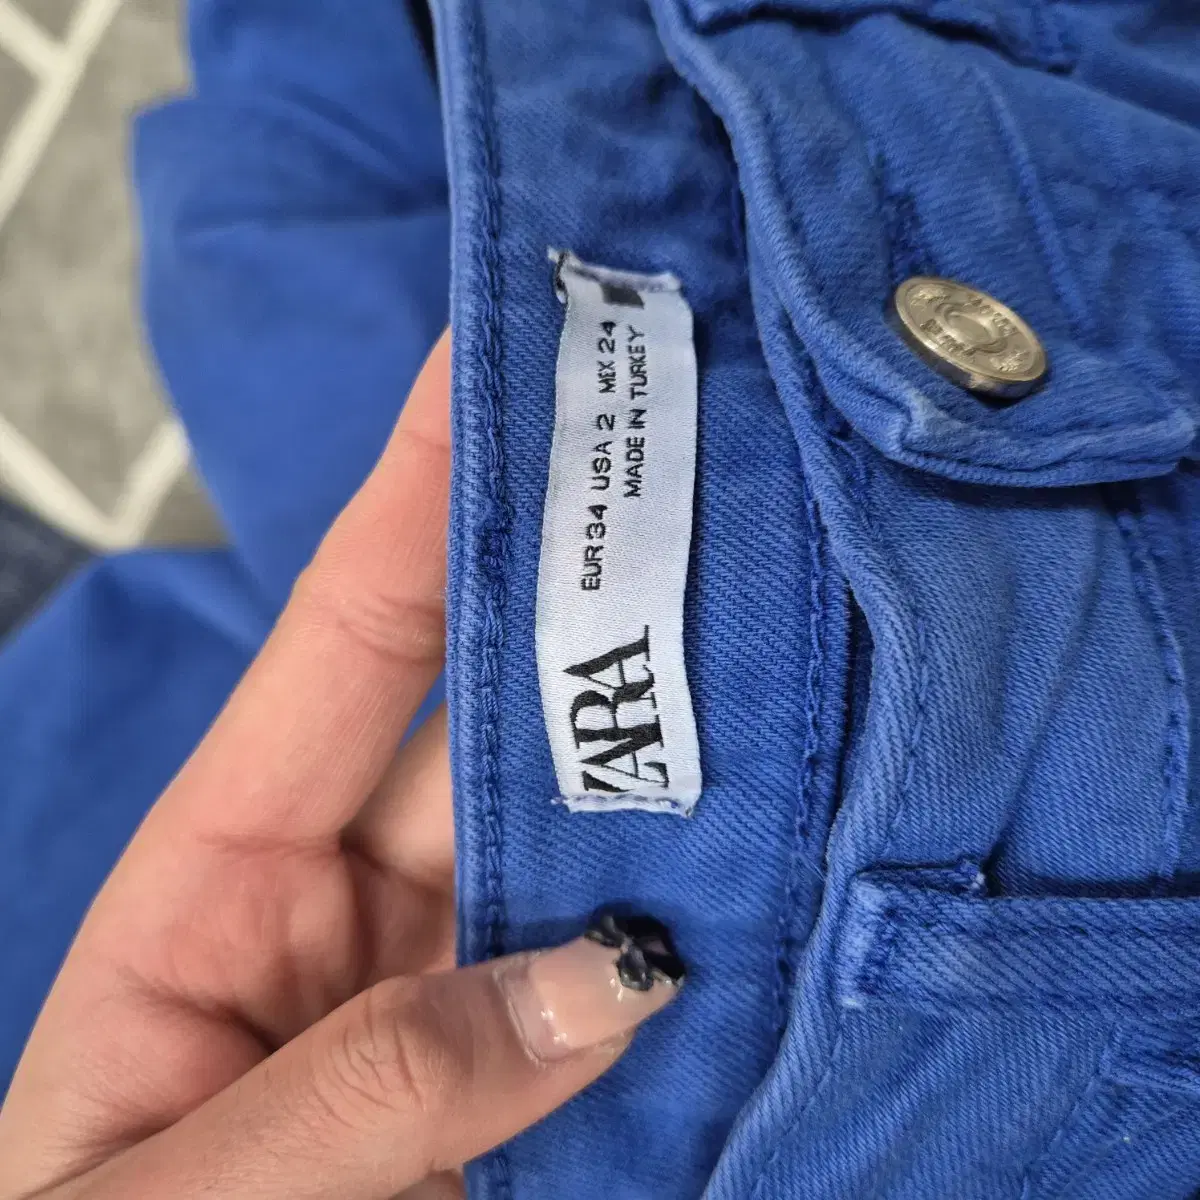 ZARA
EUR 34 USA 2 MEX 24
MADE IN TURKEY